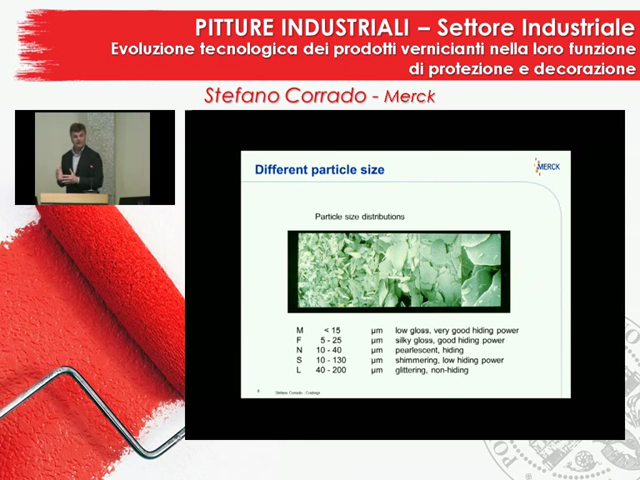 PITTURE INDUSTRIALI – Settore Industriale
Evoluzione tecnologica dei prodotti vernicianti nella loro funzione
di protezione e decorazione
Stefano Corrado - Merck
Different particle size
MERCK
Particle size distributions
M < 15 µm low gloss, very good hiding power
F 5 - 25 µm silky gloss, good hiding power
N 10 - 40 µm pearlescent, hiding
S 10 - 130 µm shimmering, low hiding power
L 40 - 200 µm glittering, non-hiding
Stefano Corrado - Coatings